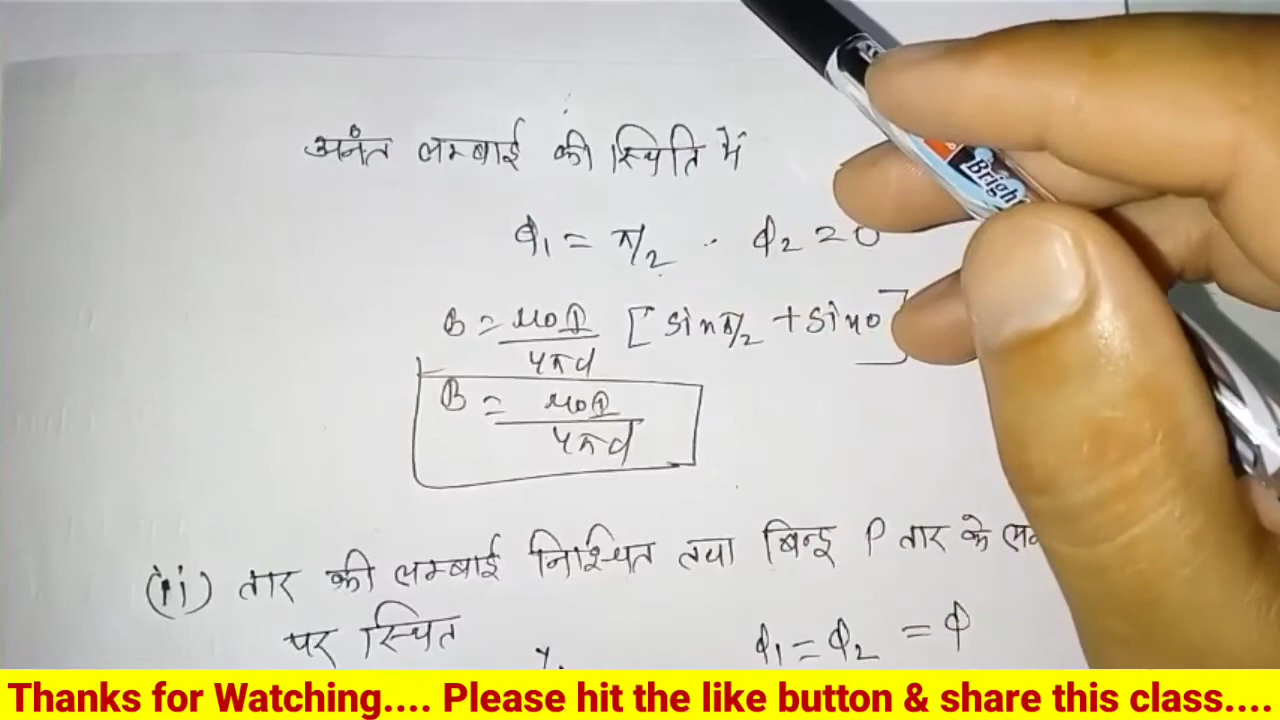 अनंत लम्बाई की स्थिति में
Φ₁ = π/2 . Φ₂ = 0
B = μ₀I / 4πd [sin π/2 + sin 0]
B = μ₀I / 4πd
(ii) तार की लम्बाई निश्चित तथा बिन्दु P तार के
पर स्थित
Φ₁ = Φ₂ = Φ
Bright
Thanks for Watching.... Please hit the like button & share this class....